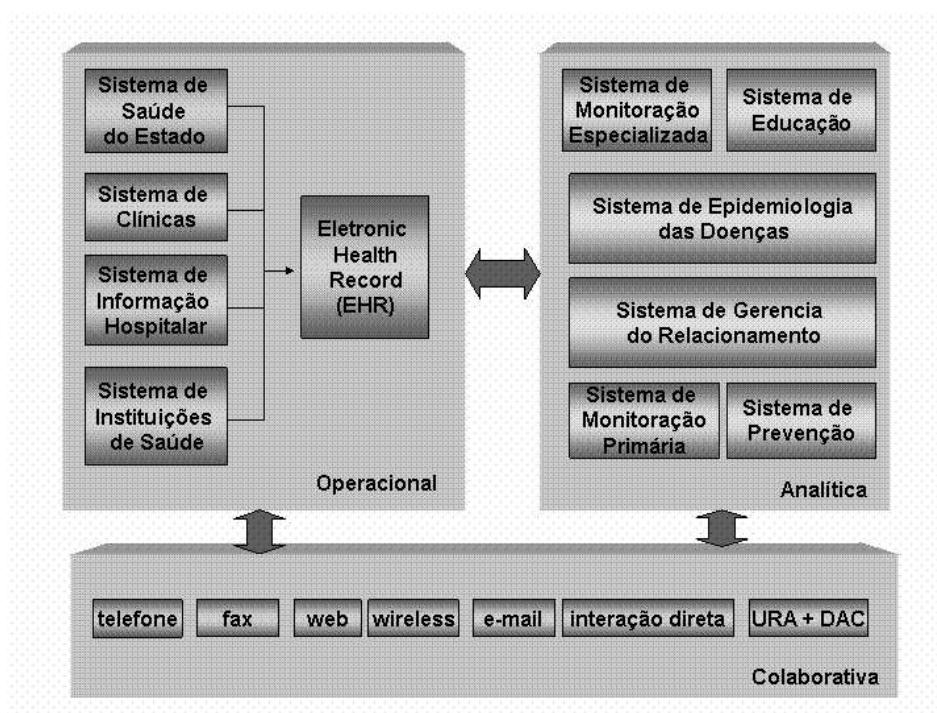 Sistema de
Saúde
do Estado
Sistema de
Clínicas
Sistema de
Informação
Hospitalar
Sistema de
Instituições
de Saúde
Eletronic
Health
Record
(EHR)
Operacional
Sistema de
Monitoração
Especializada
Sistema de
Educação
Sistema de Epidemiologia
das Doenças
Sistema de Gerencia
do Relacionamento
Sistema de
Monitoração
Primária
Sistema de
Prevenção
Analítica
telefone
fax
web
wireless
e-mail
interação direta
URA + DAC
Colaborativa